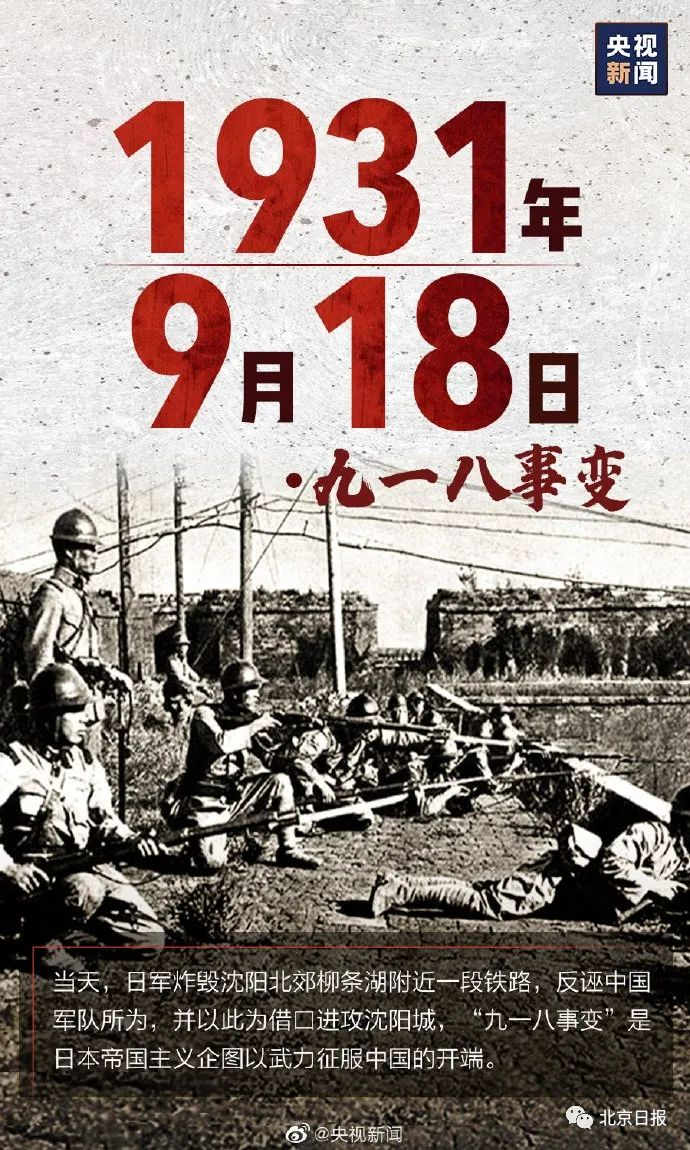 央视
新闻
1931年
9月18日
·九一八事变
当天，日军炸毁沈阳北郊柳条湖附近一段铁路，反诬中国
军队所为，并以此为借口进攻沈阳城，“九一八事变”是
日本帝国主义企图以武力征服中国的开端。
北京日报
@央视新闻